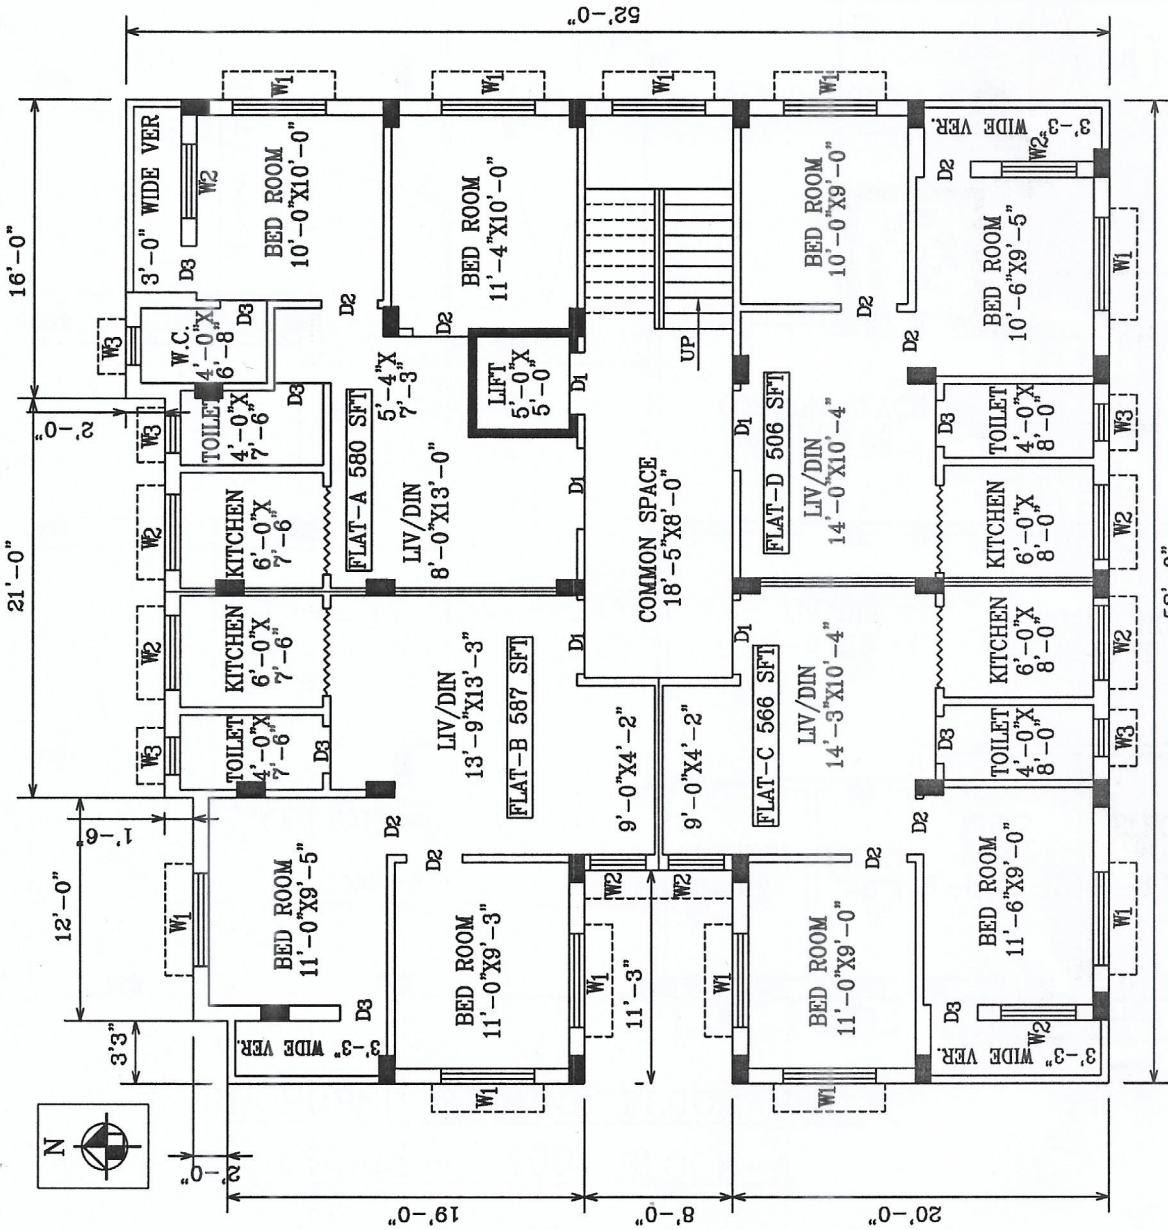 52'-0"
16'-0"
21'-0"
2'-0"
12'-0"
1'-6"
3'3"
2'-0"
N
19'-0"
8'-0"
20'-0"
11'-3"
3'-0" WIDE VER
W2
D3
BED ROOM
10'-0"X10'-0"
W1
D2
W3
W.C.
4'-0"X
6'-8
D3
W3
TOILET
4'-0"X
7'-6"
D3
W2
KITCHEN
6'-0"X
7'-6"
BED ROOM
11'-4"X10'-0"
W1
D2
LIFT
5'-0"X
5'-0"
D1
5'-4"X
7'-3
FLAT-A 580 SFT
LIV/DIN
8'-0"X13'-0"
D1
W2
KITCHEN
6'-0"X
7'-6"
W3
TOILET
4'-0"X
7'-6"
D3
LIV/DIN
13'-9"X13'-3"
FLAT-B 587 SFT
D1
9'-0"X4'-2"
W2
W1
BED ROOM
11'-0"X9'-5"
D2
D3
3'-3" WIDE VER.
D2
BED ROOM
11'-0"X9'-3"
W1
W1
W1
UP
COMMON SPACE
18'-5"X8'-0"
W1
BED ROOM
10'-0"X9'-0"
D2
3'-3" WIDE VER.
D2
W2
BED ROOM
10'-6"X9'-5"
W1
D2
D1
FLAT-D 506 SFT
LIV/DIN
14'-0"X10'-4"
D3
TOILET
4'-0"X
8'-0"
W3
KITCHEN
6'-0"X
8'-0"
W2
D1
FLAT-C 566 SFT
LIV/DIN
14'-3"X10'-4"
9'-0"X4'-2"
W2
KITCHEN
6'-0"X
8'-0"
W2
D3
TOILET
4'-0"X
8'-0"
W3
D2
BED ROOM
11'-0"X9'-0"
W1
W1
D2
BED ROOM
11'-6"X9'-0"
W1
D3
W2
3'-3" WIDE VER.